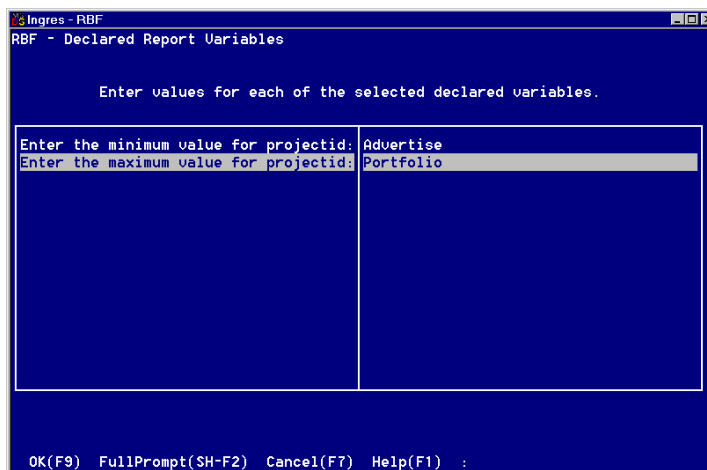 Ingres - RBF
RBF - Declared Report Variables
Enter values for each of the selected declared variables.
Enter the minimum value for projectid: Advertise
Enter the maximum value for projectid: Portfolio
OK(F9) FullPrompt(SH-F2) Cancel(F7) Help(F1) :